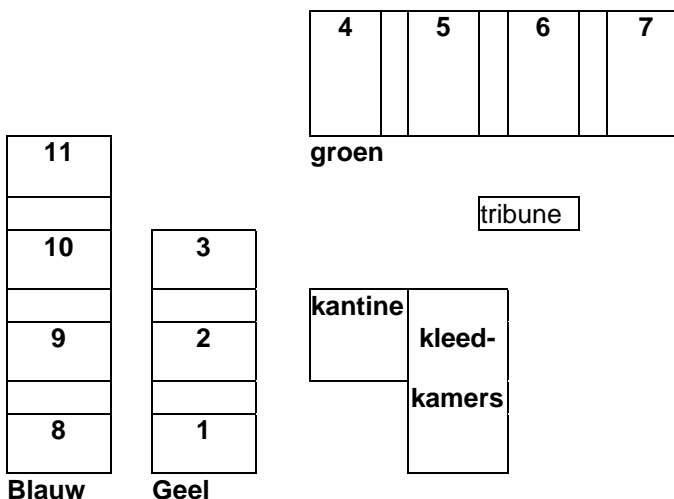 4 5 6 7
groen
11
tribune
10 3
kantine
9 2 kleed-
kamers
8 1
Blauw Geel